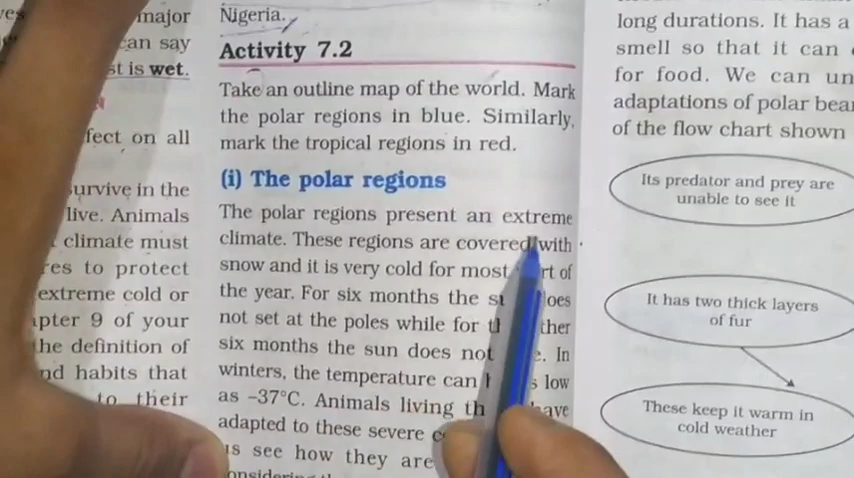 major
can say
st is wet.
fect on all
urvive in the
live. Animals
climate must
res to protect
extreme cold or
pter 9 of your
he definition of
nd habits that
to their
Nigeria.
Activity 7.2
Take an outline map of the world. Mark
the polar regions in blue. Similarly,
mark the tropical regions in red.
(i) The polar regions
The polar regions present an extreme
climate. These regions are covered with
snow and it is very cold for most rt of
the year. For six months the s oes
not set at the poles while for t ther
six months the sun does not e. In
winters, the temperature can s low
as –37°C. Animals living th have
adapted to these severe c
us see how they are
onsidering
long durations. It has a
smell so that it can
for food. We can un
adaptations of polar bea
of the flow chart shown
Its predator and prey are
unable to see it
It has two thick layers
of fur
These keep it warm in
cold weather